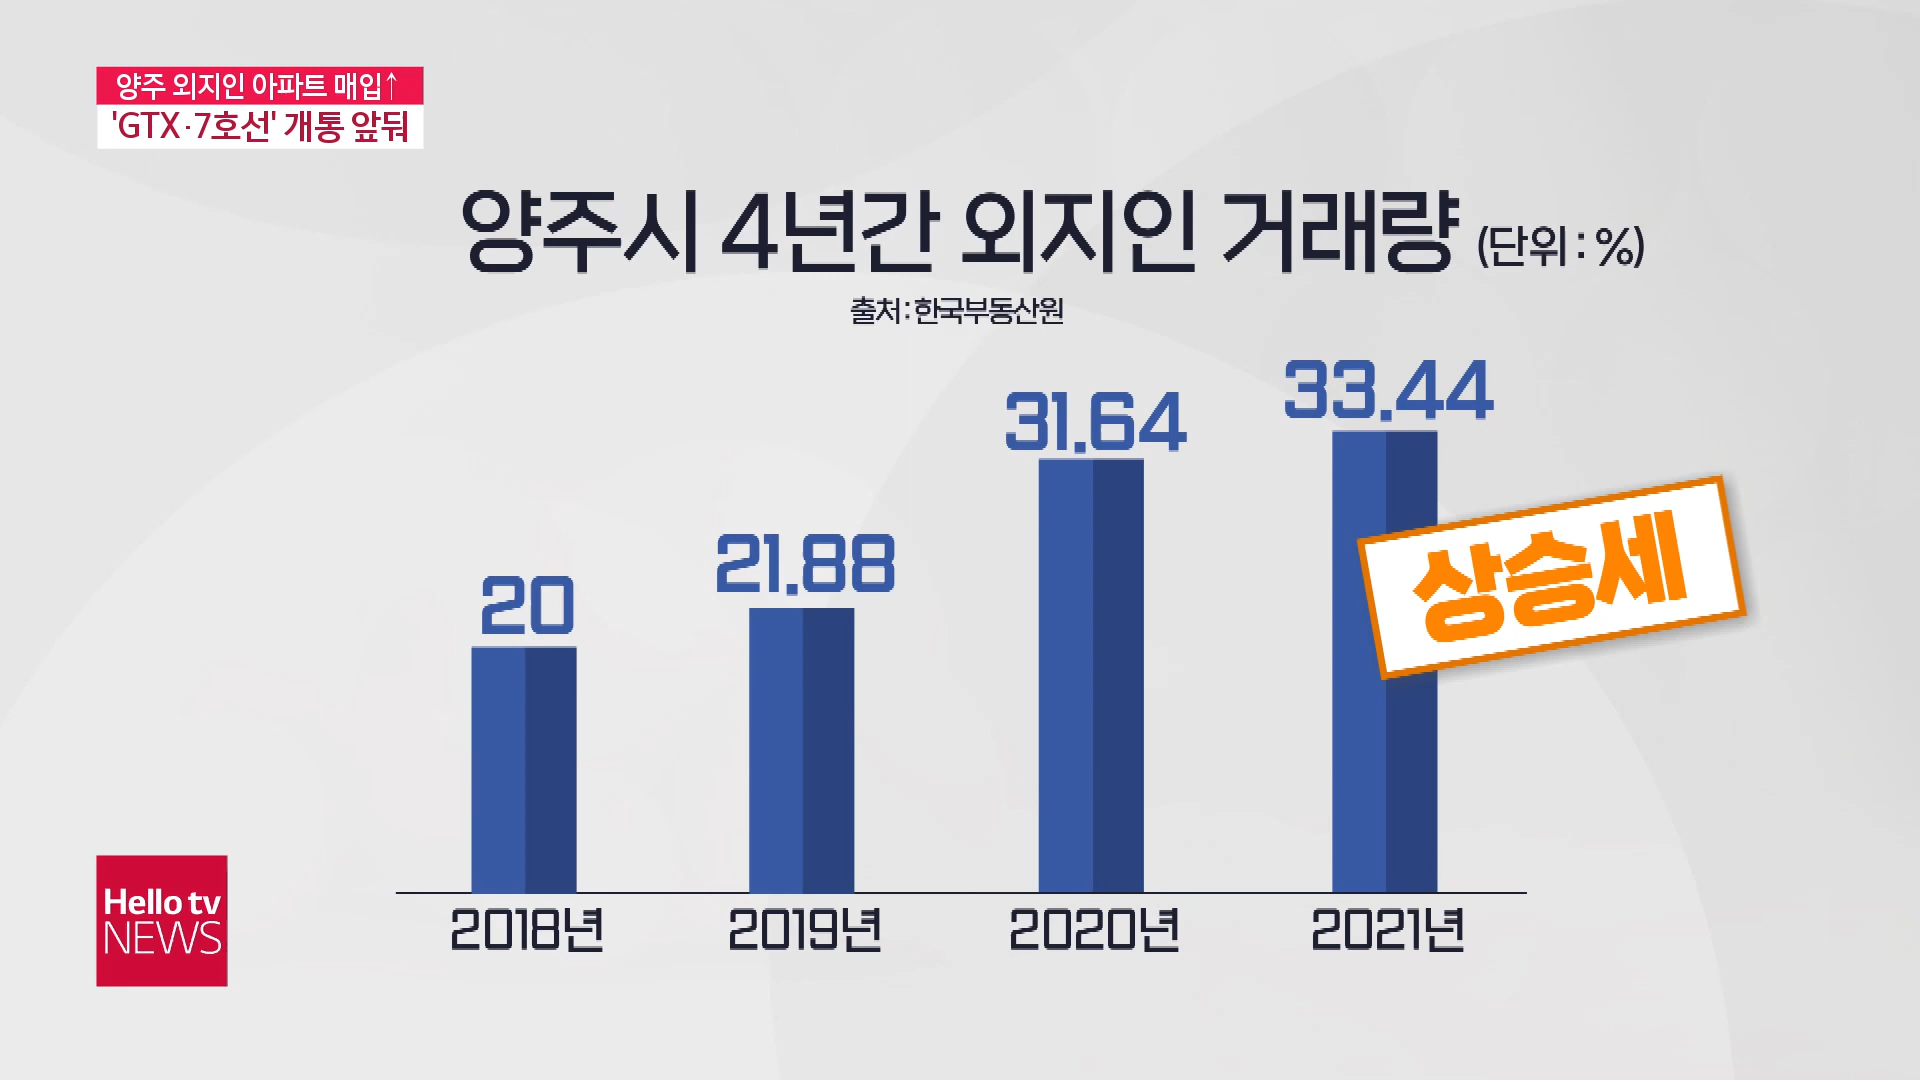 양주 외지인 아파트 매입↑
'GTX·7호선' 개통 앞둬
양주시 4년간 외지인 거래량 (단위 : %)
출처 : 한국부동산원
20
21.88
31.64
33.44
상승세
2018년
2019년
2020년
2021년
Hello tv
NEWS